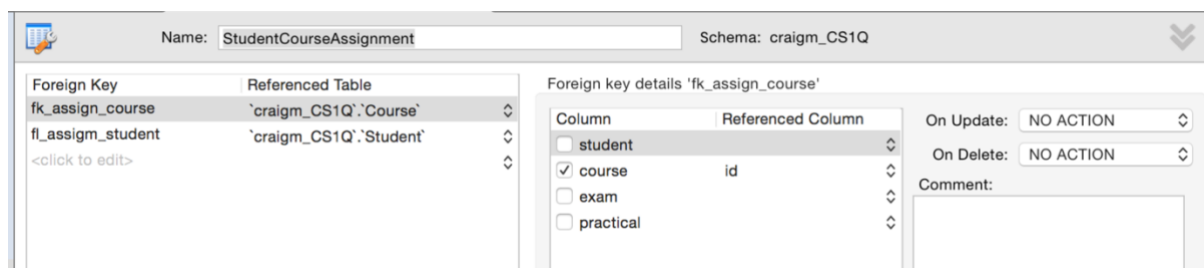 Name: StudentCourseAssignment Schema: craigm_CS1Q
Foreign Key Referenced Table
fk_assign_course `craigm_CS1Q`.`Course`
fl_assigm_student `craigm_CS1Q`.`Student`
<click to edit>
Foreign key details 'fk_assign_course'
Column Referenced Column
student
course id
exam
practical
On Update: NO ACTION
On Delete: NO ACTION
Comment: